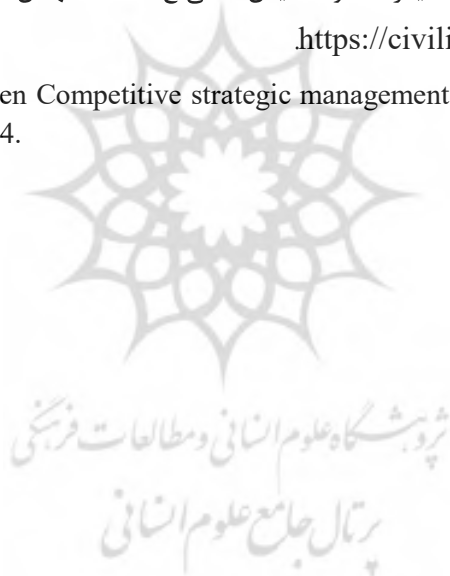 .https://civili
en Competitive strategic management
4.
پژوهشگاه علوم انسانی و مطالعات فرهنگی
پرتال جامع علوم انسانی